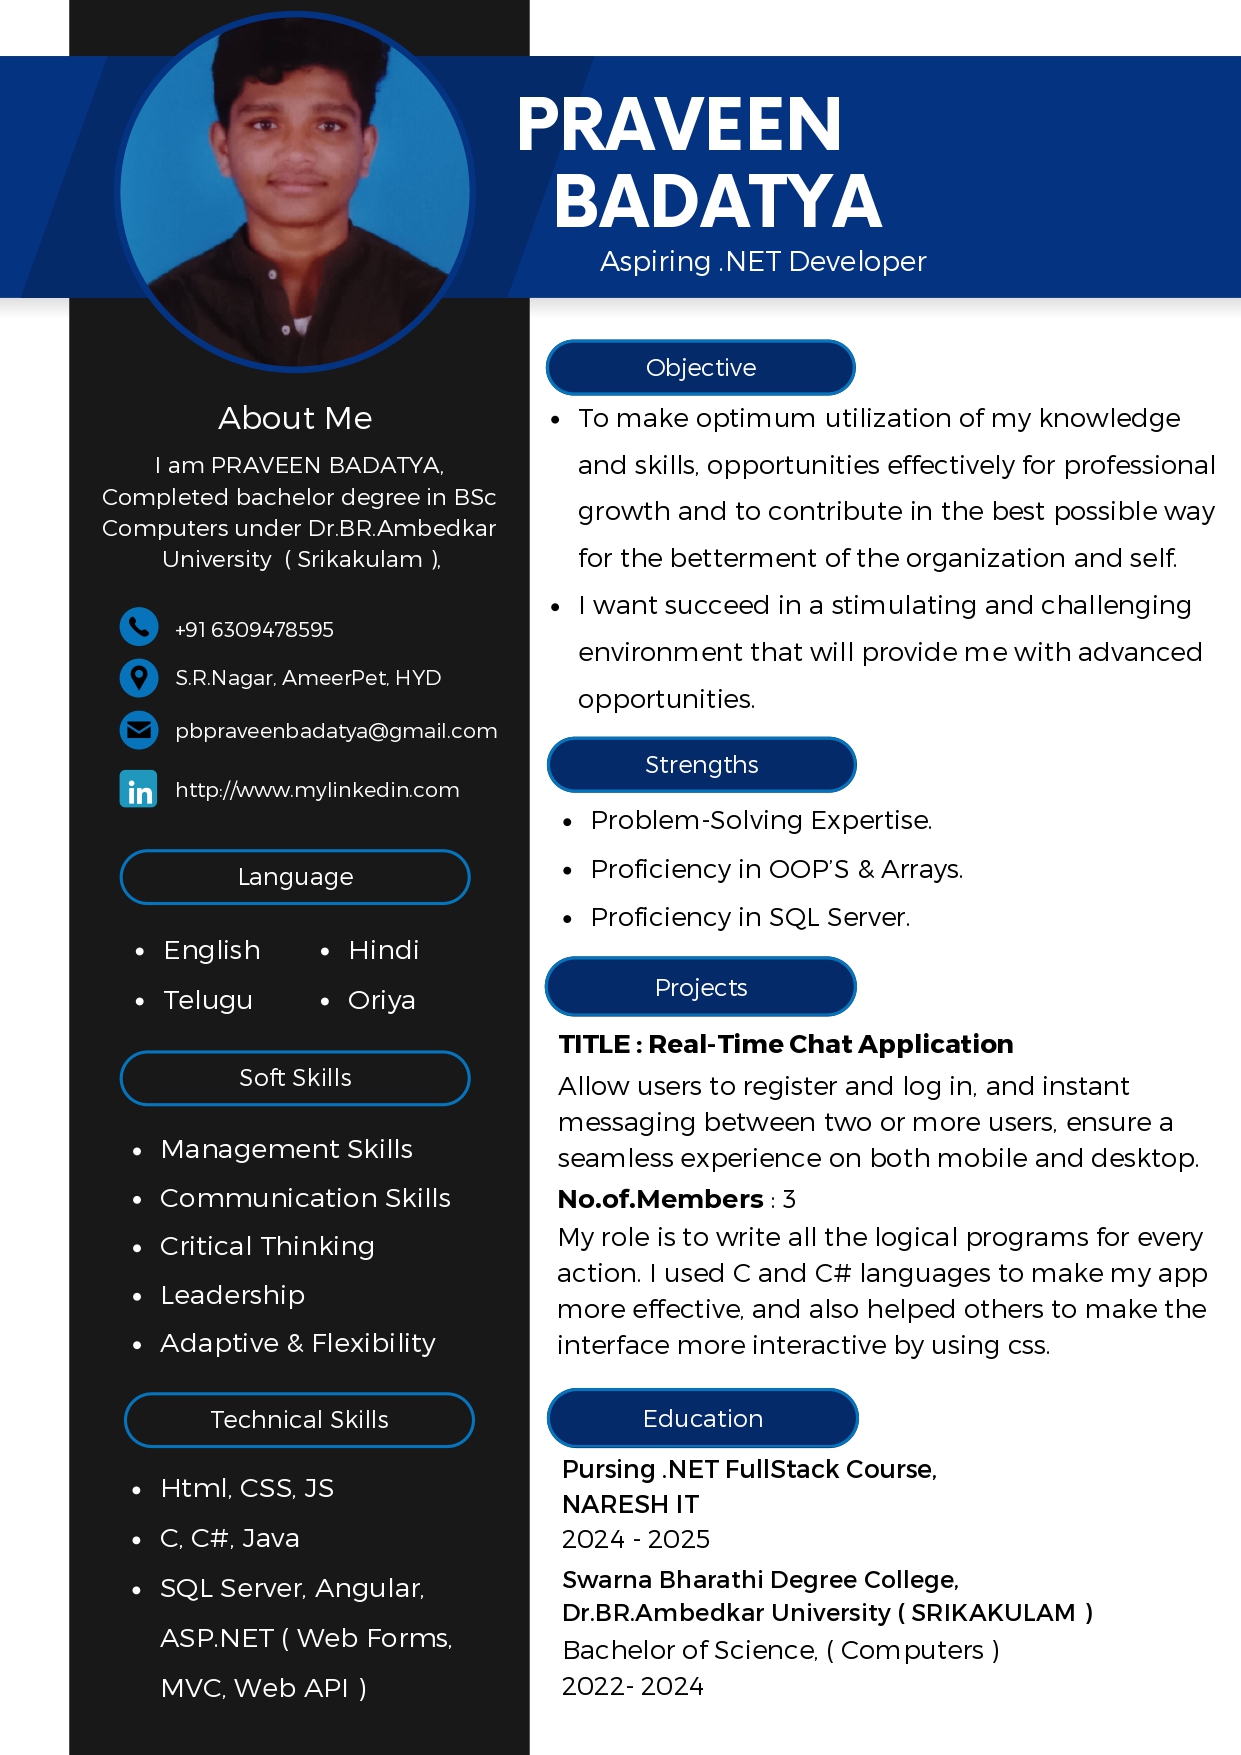 PRAVEEN
BADATYA
Aspiring .NET Developer
About Me
I am PRAVEEN BADATYA,
Completed bachelor degree in BSc
Computers under Dr.BR.Ambedkar
University ( Srikakulam ),
+91 6309478595
S.R.Nagar, AmeerPet, HYD
pbpraveenbadatya@gmail.com
in http://www.mylinkedin.com
Language
• English • Hindi
• Telugu • Oriya
Soft Skills
• Management Skills
• Communication Skills
• Critical Thinking
• Leadership
• Adaptive & Flexibility
Technical Skills
• Html, CSS, JS
• C, C#, Java
• SQL Server, Angular,
ASP.NET ( Web Forms,
MVC, Web API )
Objective
• To make optimum utilization of my knowledge
and skills, opportunities effectively for professional
growth and to contribute in the best possible way
for the betterment of the organization and self.
• I want succeed in a stimulating and challenging
environment that will provide me with advanced
opportunities.
Strengths
• Problem-Solving Expertise.
• Proficiency in OOP'S & Arrays.
• Proficiency in SQL Server.
Projects
TITLE : Real-Time Chat Application
Allow users to register and log in, and instant
messaging between two or more users, ensure a
seamless experience on both mobile and desktop.
No.of.Members : 3
My role is to write all the logical programs for every
action. I used C and C# languages to make my app
more effective, and also helped others to make the
interface more interactive by using css.
Education
Pursing .NET FullStack Course,
NARESH IT
2024 - 2025
Swarna Bharathi Degree College,
Dr.BR.Ambedkar University ( SRIKAKULAM )
Bachelor of Science, ( Computers )
2022- 2024